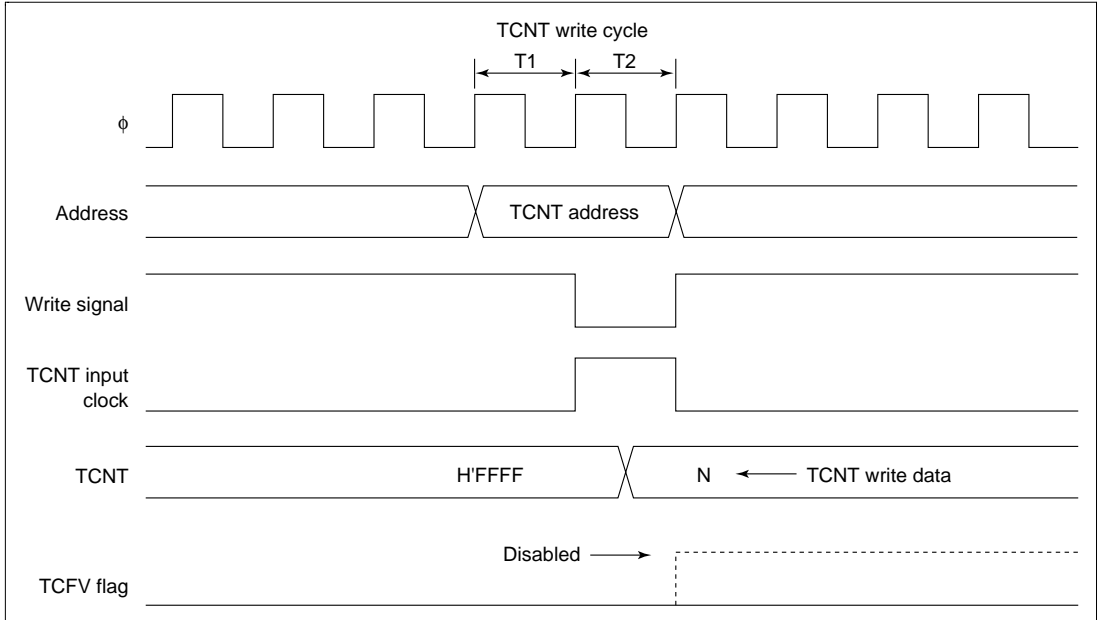 TCNT write cycle
T1 T2
ϕ
Address
TCNT address
Write signal
TCNT input
clock
TCNT
H'FFFF
N
TCNT write data
Disabled
TCFV flag